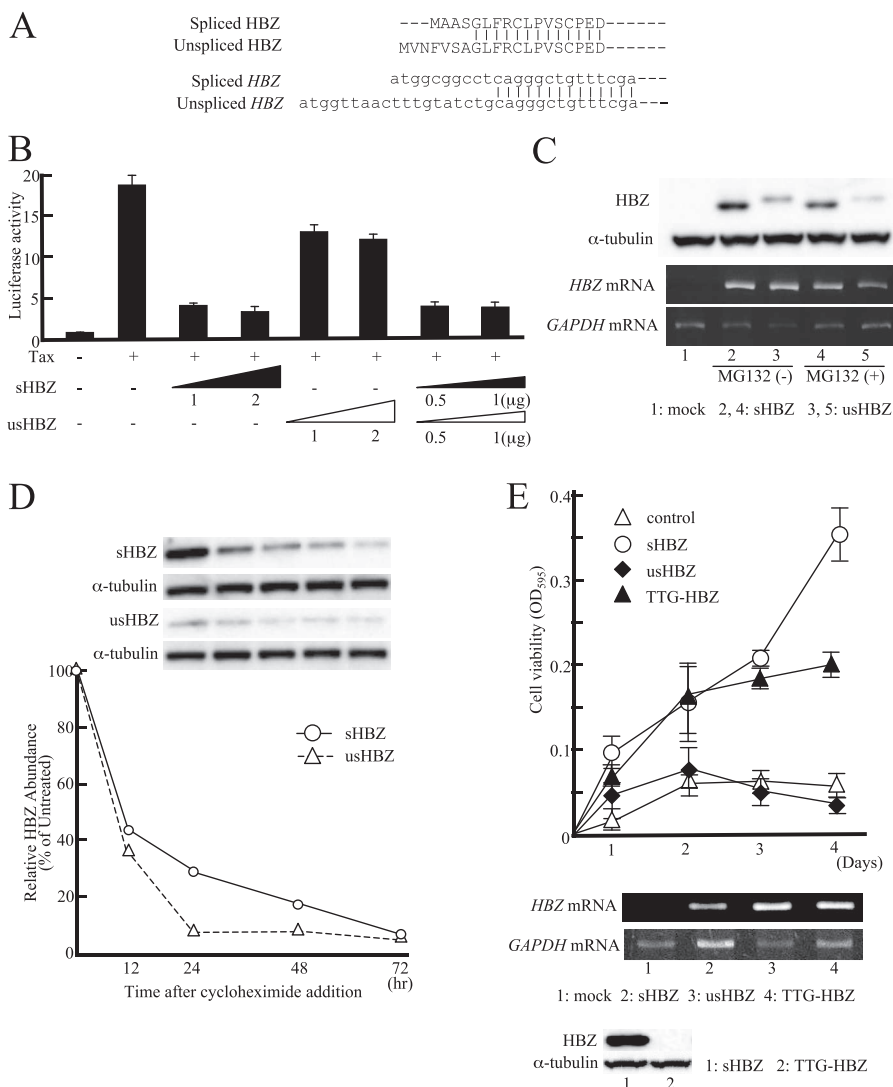 A
Spliced HBZ ---MAASGLFRCLPVSCPED------
Unspliced HBZ MVNFVSAGLFRCLPVSCPED------
Spliced HBZ atggcggcctcagggctgtttcga---
Unspliced HBZ atggttaactttgtatctgcagggctgtttcga---
B
Luciferase activity
20
15
10
5
0
Tax - + + + + + + +
sHBZ - - 1 2 - - 0.5 1(μg)
usHBZ - - - - 1 2 0.5 1(μg)
C
HBZ
α-tubulin
HBZ mRNA
GAPDH mRNA
1 2 3 4 5
MG132 (-) MG132 (+)
1: mock 2, 4: sHBZ 3, 5: usHBZ
D
sHBZ
α-tubulin
usHBZ
α-tubulin
Relative HBZ Abundance
(% of Untreated)
100
80
60
40
20
0
sHBZ
usHBZ
12 24 48 72
(hr)
Time after cycloheximide addition
E
Cell viability (OD595)
0.4
0.3
0.2
0.1
0
control
sHBZ
usHBZ
TTG-HBZ
1 2 3 4
(Days)
HBZ mRNA
GAPDH mRNA
1 2 3 4
1: mock 2: sHBZ 3: usHBZ 4: TTG-HBZ
HBZ
α-tubulin
1 2
1: sHBZ 2: TTG-HBZ